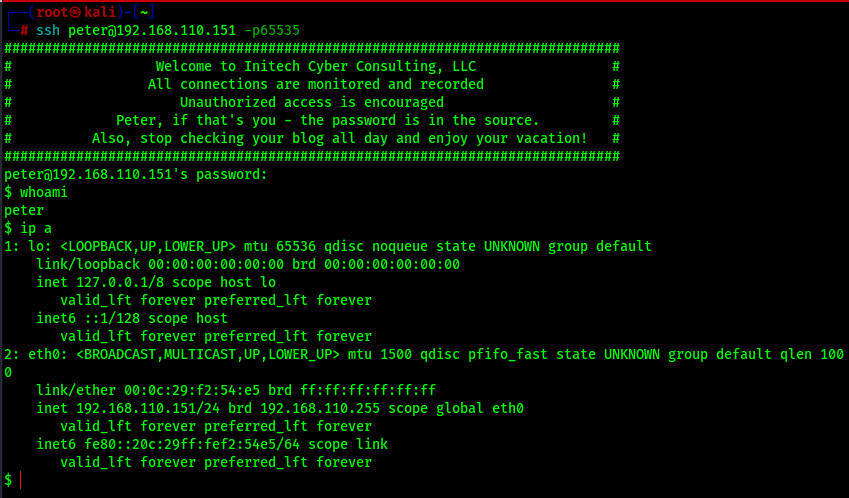 ┌──(root㉿kali)-[~]
└─# ssh peter@192.168.110.151 -p65535
#############################################################################
#                  Welcome to Initech Cyber Consulting, LLC                 #
#                 All connections are monitored and recorded                #
#                     Unauthorized access is encouraged                     #
#             Peter, if that's you - the password is in the source.         #
#          Also, stop checking your blog all day and enjoy your vacation!   #
#############################################################################
peter@192.168.110.151's password:
$ whoami
peter
$ ip a
1: lo: <LOOPBACK,UP,LOWER_UP> mtu 65536 qdisc noqueue state UNKNOWN group default
    link/loopback 00:00:00:00:00:00 brd 00:00:00:00:00:00
    inet 127.0.0.1/8 scope host lo
       valid_lft forever preferred_lft forever
    inet6 ::1/128 scope host
       valid_lft forever preferred_lft forever
2: eth0: <BROADCAST,MULTICAST,UP,LOWER_UP> mtu 1500 qdisc pfifo_fast state UNKNOWN group default qlen 100
0
    link/ether 00:0c:29:f2:54:e5 brd ff:ff:ff:ff:ff:ff
    inet 192.168.110.151/24 brd 192.168.110.255 scope global eth0
       valid_lft forever preferred_lft forever
    inet6 fe80::20c:29ff:fef2:54e5/64 scope link
       valid_lft forever preferred_lft forever
$